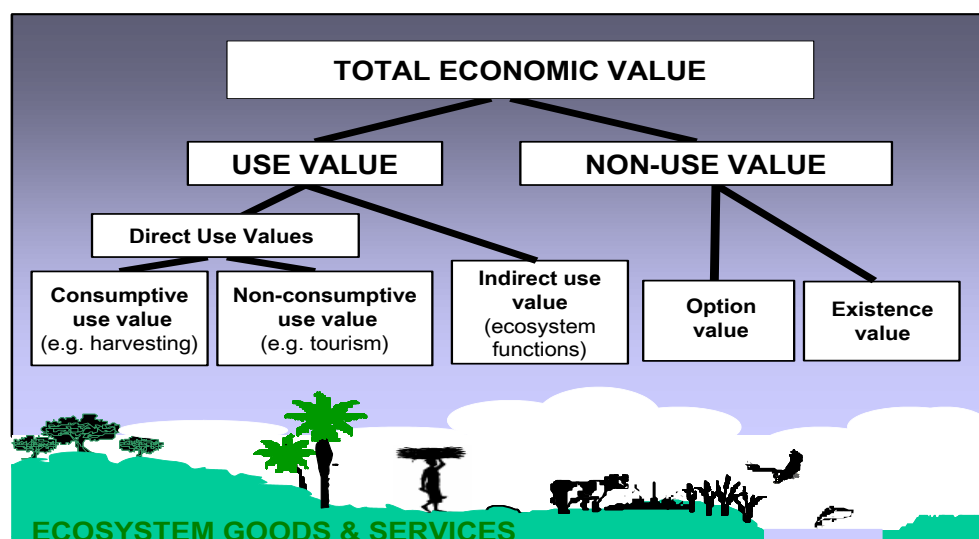 TOTAL ECONOMIC VALUE
USE VALUE
NON-USE VALUE
Direct Use Values
Consumptive
use value
(e.g. harvesting)
Non-consumptive
use value
(e.g. tourism)
Indirect use
value
(ecosystem
functions)
Option
value
Existence
value
ECOSYSTEM GOODS & SERVICES